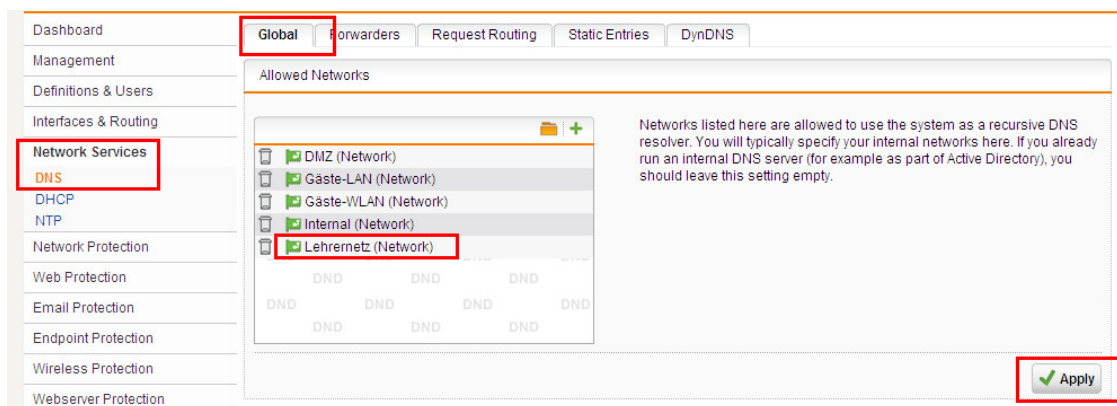 Dashboard
Management
Definitions & Users
Interfaces & Routing
Network Services
DNS
DHCP
NTP
Network Protection
Web Protection
Email Protection
Endpoint Protection
Wireless Protection
Webserver Protection
Global Forwarders Request Routing Static Entries DynDNS
Allowed Networks
DMZ (Network)
Gäste-LAN (Network)
Gäste-WLAN (Network)
Internal (Network)
Lehrernetz (Network)
DND DND DND
DND DND DND DND
DND DND DND
Networks listed here are allowed to use the system as a recursive DNS
resolver. You will typically specify your internal networks here. If you already
run an internal DNS server (for example as part of Active Directory), you
should leave this setting empty.
Apply